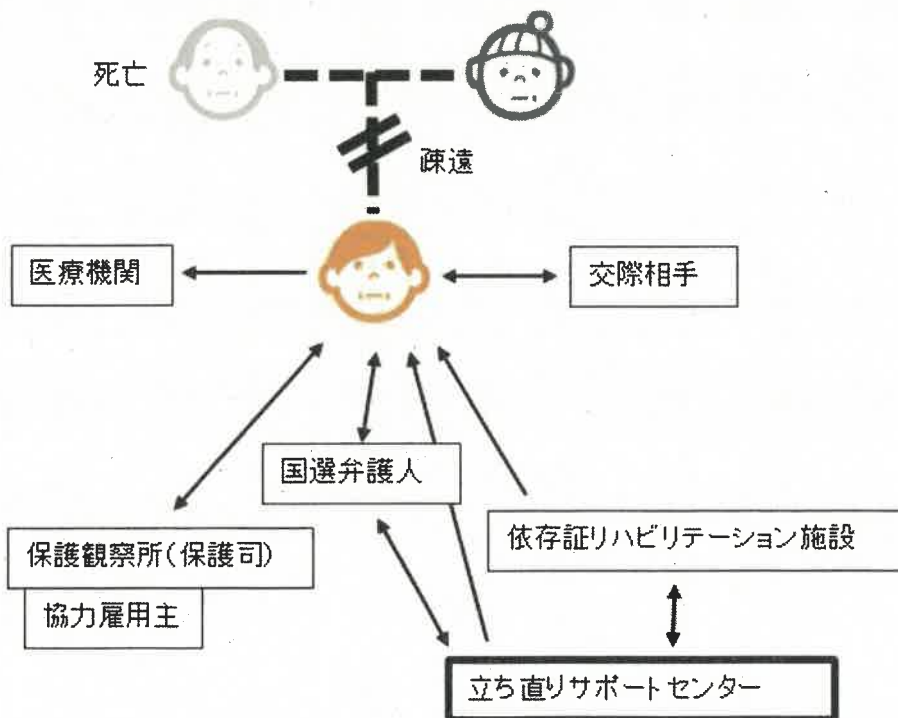 死亡
疎遠
医療機関
交際相手
国選弁護人
依存証リハビリテーション施設
保護観察所(保護司)
協力雇用主
立ち直りサポートセンター